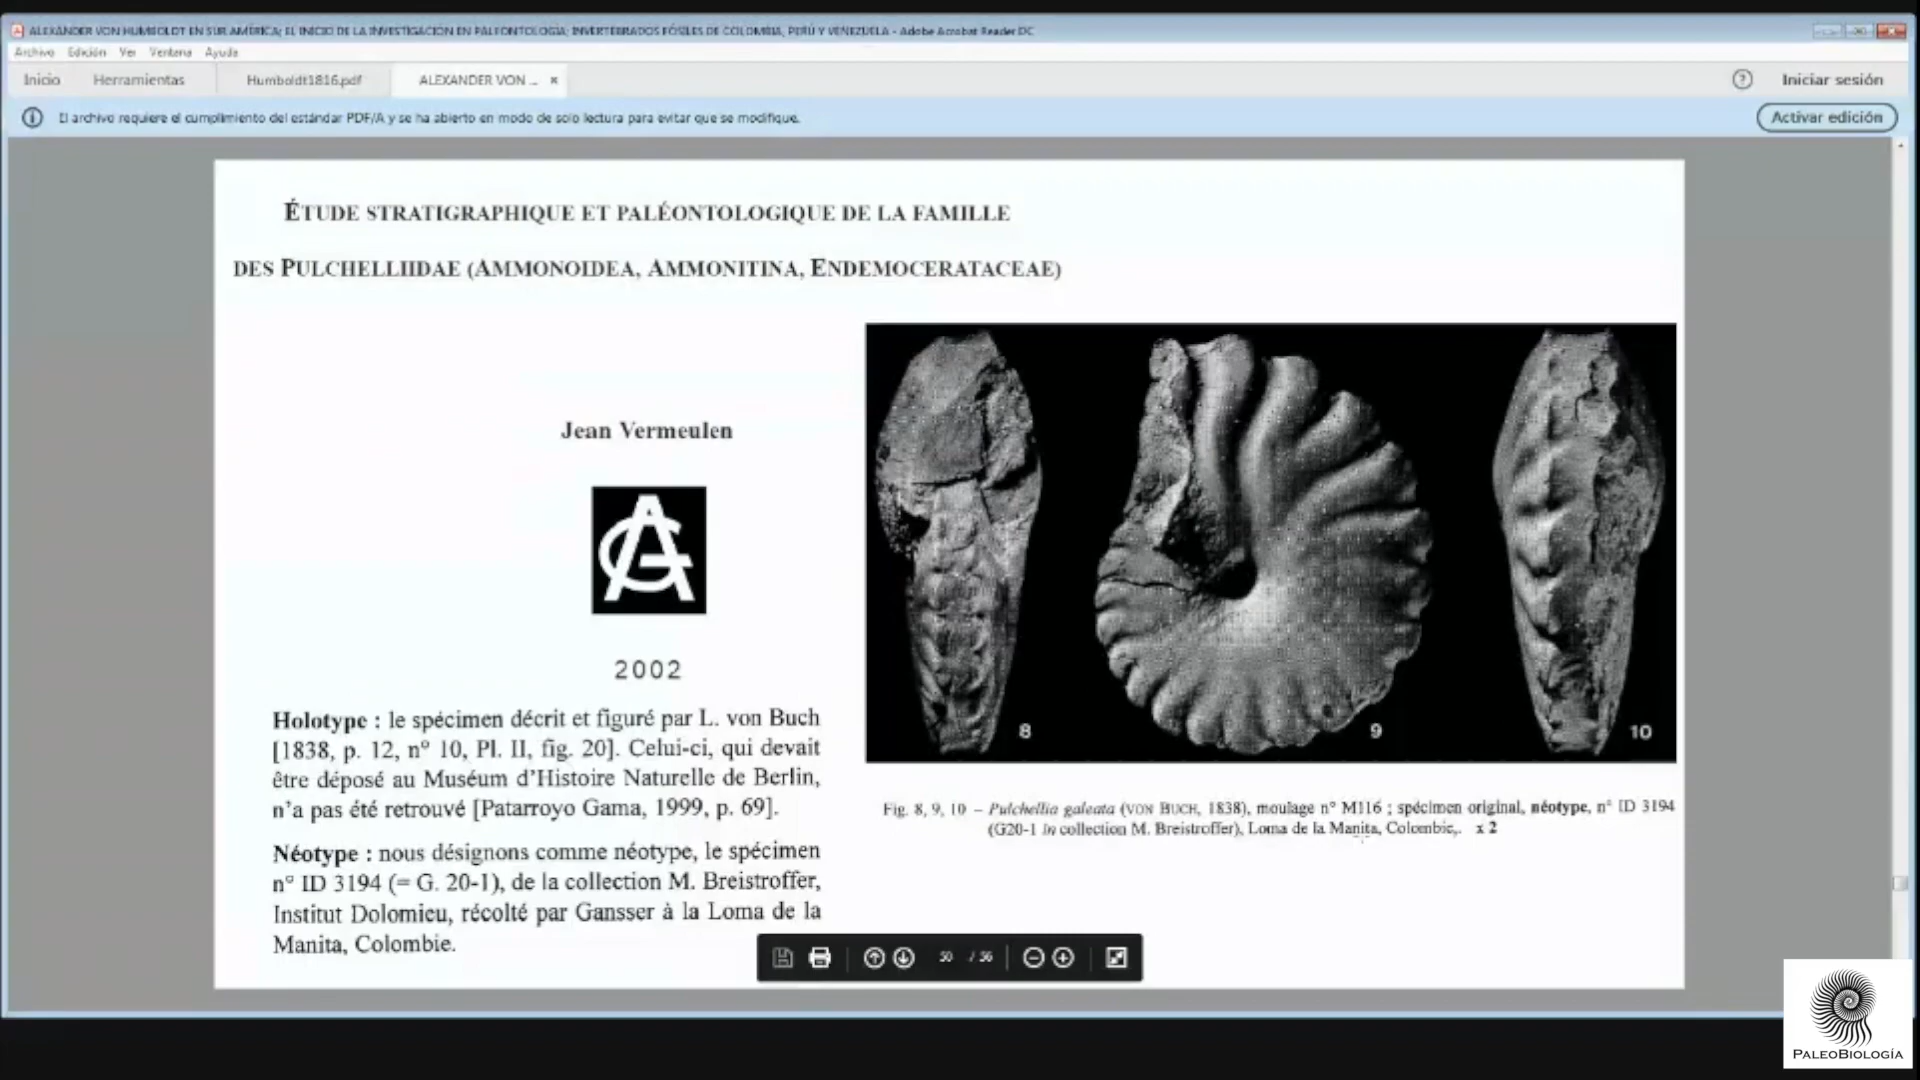 ALEXANDER VON HUMBOLDT EN SUR AMÉRICA; EL INICIO DE LA INVESTIGACIÓN EN PALEONTOLOGÍA; INVERTEBRADOS FÓSILES DE COLOMBIA, PERÚ Y VENEZUELA - Adobe Acrobat Reader DC
Archivo Edición Ver Ventana Ayuda
Inicio Herramientas Humboldt1816.pdf ALEXANDER VON ... × ? Iniciar sesión
El archivo requiere el cumplimiento del estándar PDF/A y se ha abierto en modo de solo lectura para evitar que se modifique. Activar edición
ÉTUDE STRATIGRAPHIQUE ET PALÉONTOLOGIQUE DE LA FAMILLE
DES PULCHELLIIDAE (AMMONOIDEA, AMMONITINA, ENDEMOCERATACEAE)
Jean Vermeulen
GA
2002
Holotype : le spécimen décrit et figuré par L. von Buch
[1838, p. 12, n° 10, Pl. II, fig. 20]. Celui-ci, qui devait
être déposé au Muséum d'Histoire Naturelle de Berlin,
n'a pas été retrouvé [Patarroyo Gama, 1999, p. 69].
Néotype : nous désignons comme néotype, le spécimen
n° ID 3194 (= G. 20-1), de la collection M. Breistroffer,
Institut Dolomieu, récolté par Gansser à la Loma de la
Manita, Colombie.
8 9 10
Fig. 8, 9, 10 – Pulchellia galeata (VON BUCH, 1838), moulage n° M116 ; spécimen original, néotype, n° ID 3194
(G20-1 in collection M. Breistroffer), Loma de la Manita, Colombie,. x 2
30 / 36
PALEOBIOLOGÍA